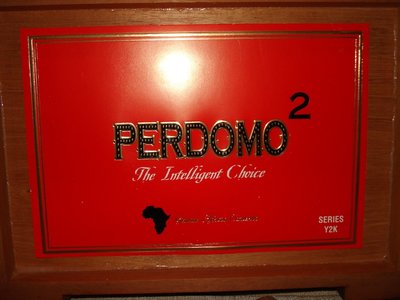 PERDOMO 2
The Intelligent Choice
SERIES
Y2K